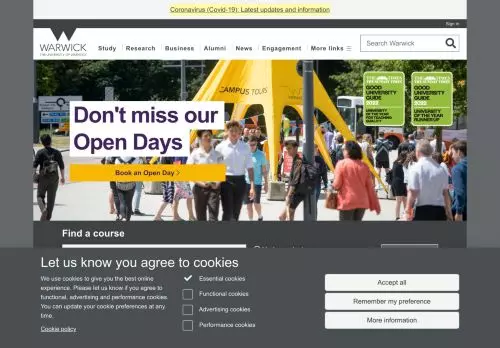 Coronavirus (Covid-19): Latest updates and information
Sign in
WARWICK
THE UNIVERSITY OF WARWICK
Study Research Business Alumni News Engagement More links
Search Warwick
CAMPUS TOURS
THE TIMES
THE SUNDAY TIMES
GOOD
UNIVERSITY
GUIDE
2022
UNIVERSITY OF
THE YEAR FOR
TEACHING
QUALITY
THE TIMES
THE SUNDAY TIMES
GOOD
UNIVERSITY
GUIDE
2022
UNIVERSITY OF
THE YEAR
RUNNER UP
Don't miss our
Open Days
Book an Open Day
Find a course
Let us know you agree to cookies
We use cookies to give you the best online
experience. Please let us know if you agree to
functional, advertising and performance cookies.
You can update your cookie preferences at any
time.
Cookie policy
Essential cookies
Functional cookies
Advertising cookies
Performance cookies
Accept all
Remember my preference
More information